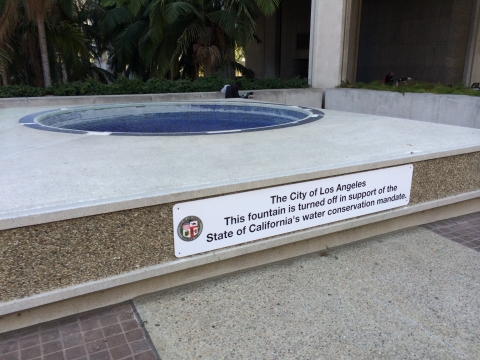 The City of Los Angeles
This fountain is turned off in support of the
State of California's water conservation mandate.